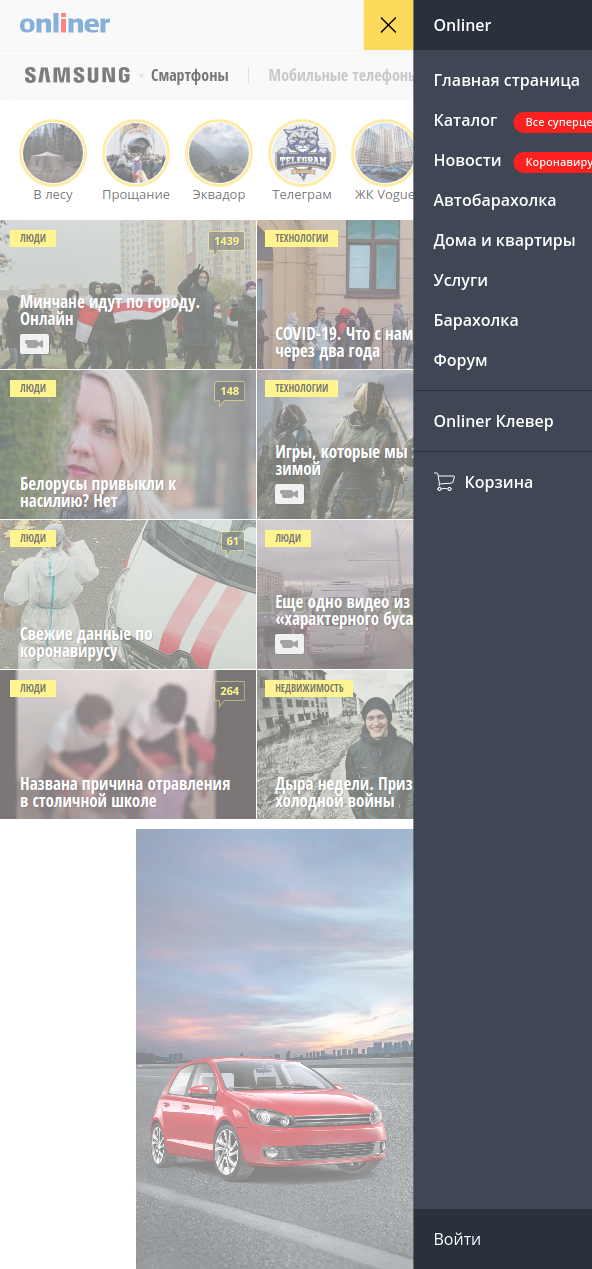 onliner
Onliner
SAMSUNG · Смартфоны
Мобильные телефоны
В лесу
Прощание
Эквадор
Телеграм
ЖК Vogue
TELEGRAM
ЛЮДИ
1439
Минчане идут по городу.
Онлайн
ТЕХНОЛОГИИ
COVID-19. Что с нам
через два года
ЛЮДИ
148
Белорусы привыкли к
насилию? Нет
ТЕХНОЛОГИИ
Игры, которые мы
зимой
ЛЮДИ
61
Свежие данные по
коронавирусу
ЛЮДИ
Еще одно видео из
«характерного буса
ЛЮДИ
264
Названа причина отравления
в столичной школе
НЕДВИЖИМОСТЬ
Дыра недели. Приз
холодной войны
Главная страница
Каталог
Все суперце
Новости
Коронавиру
Автобарахолка
Дома и квартиры
Услуги
Барахолка
Форум
Onliner Клевер
Корзина
Войти